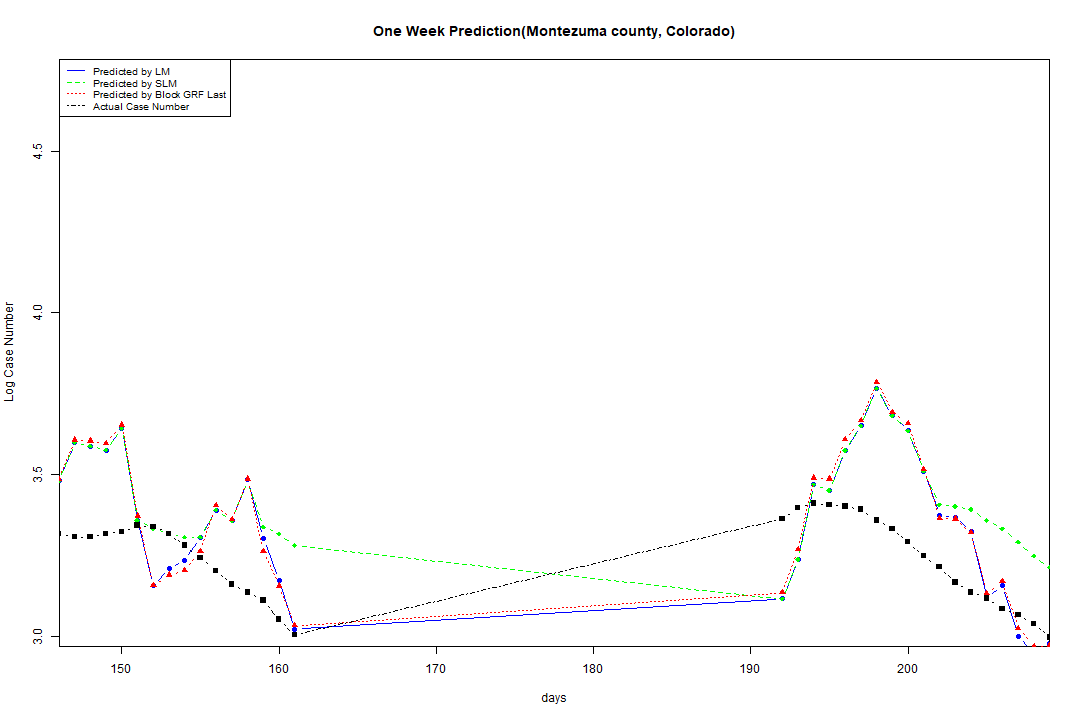 One Week Prediction(Montezuma county, Colorado)
Predicted by LM
Predicted by SLM
Predicted by Block GRF Last
Actual Case Number
4.5
4.0
3.5
3.0
Log Case Number
150 160 170 180 190 200
days